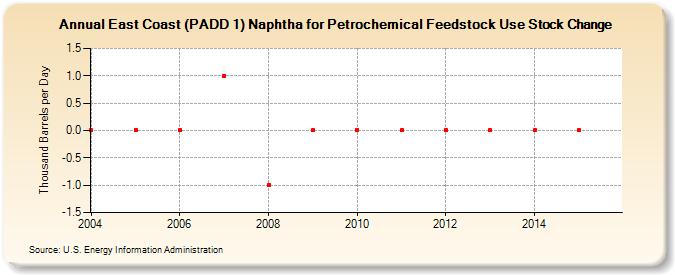 Annual East Coast (PADD 1) Naphtha for Petrochemical Feedstock Use Stock Change
Thousand Barrels per Day
1.5
1.0
0.5
0.0
-0.5
-1.0
-1.5
2004 2006 2008 2010 2012 2014
Source: U.S. Energy Information Administration